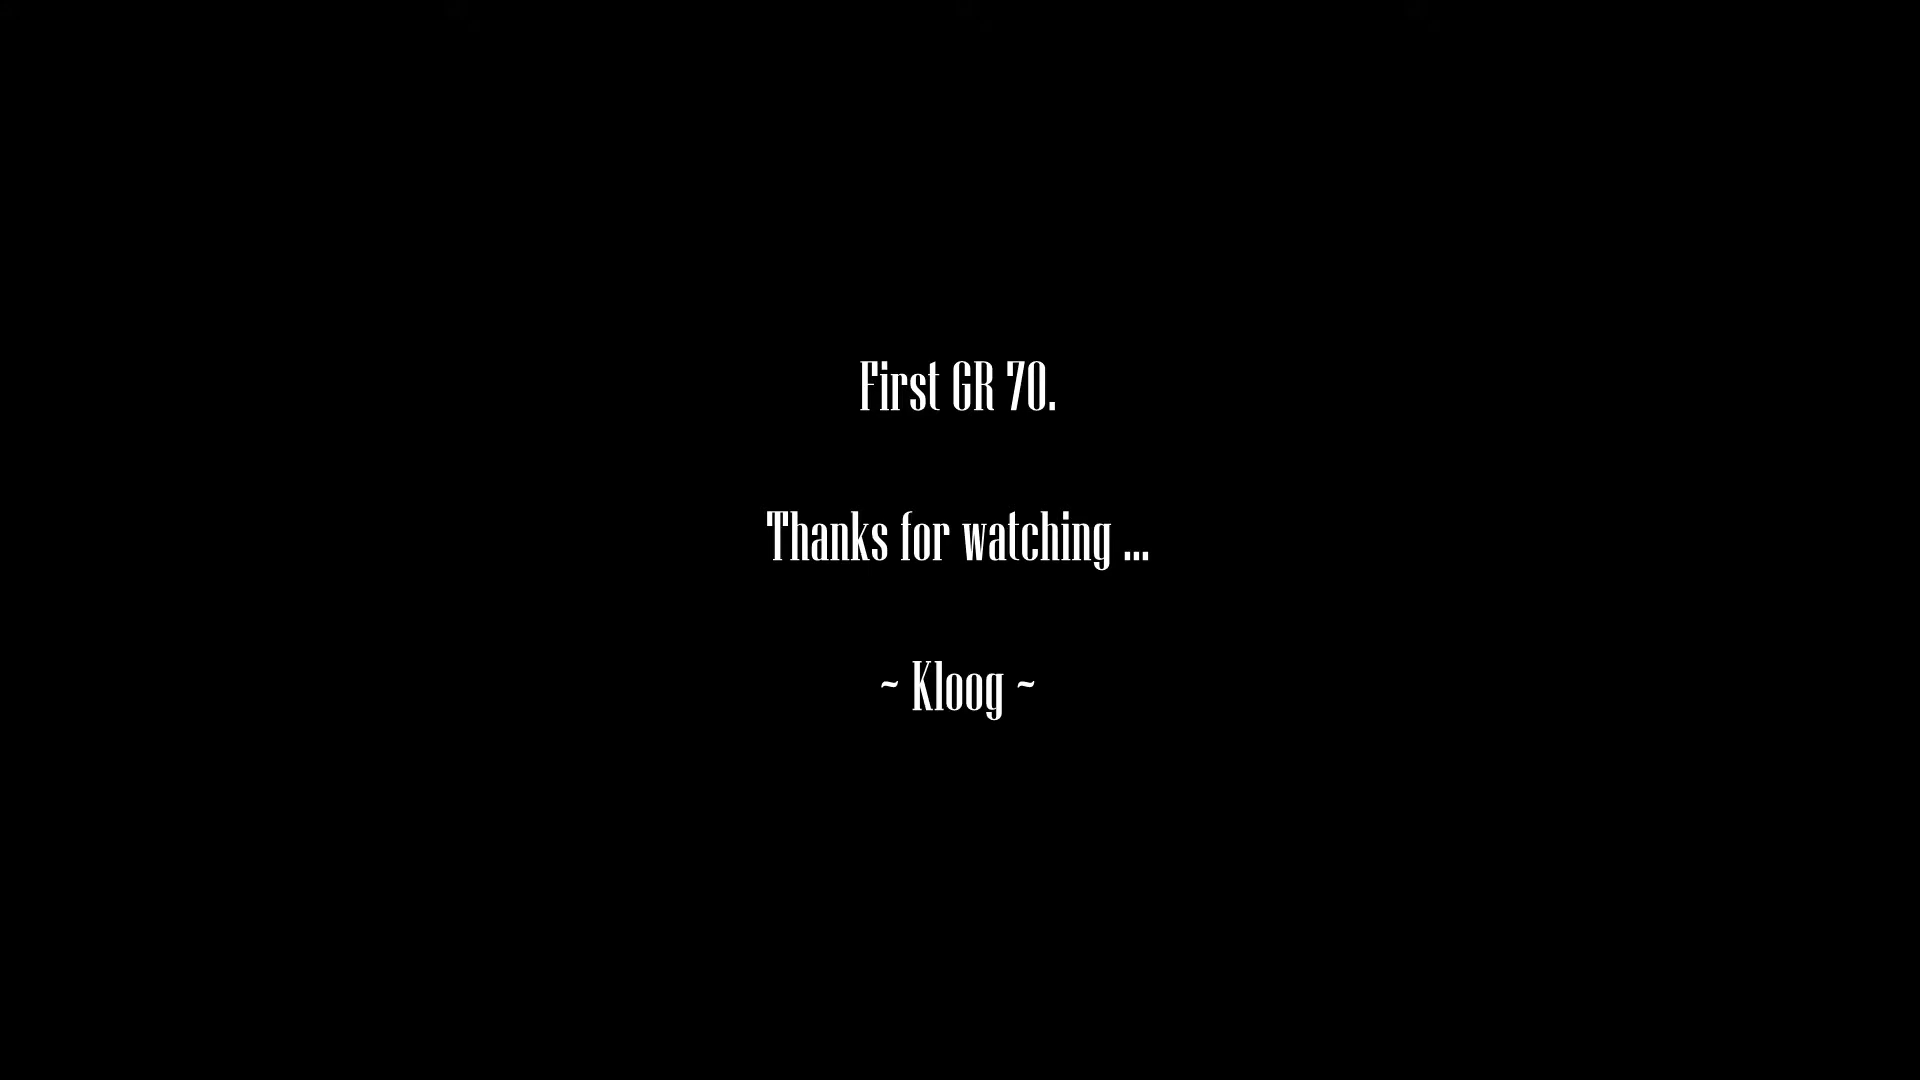 First GR 70.
Thanks for watching ...
~ Kloog ~